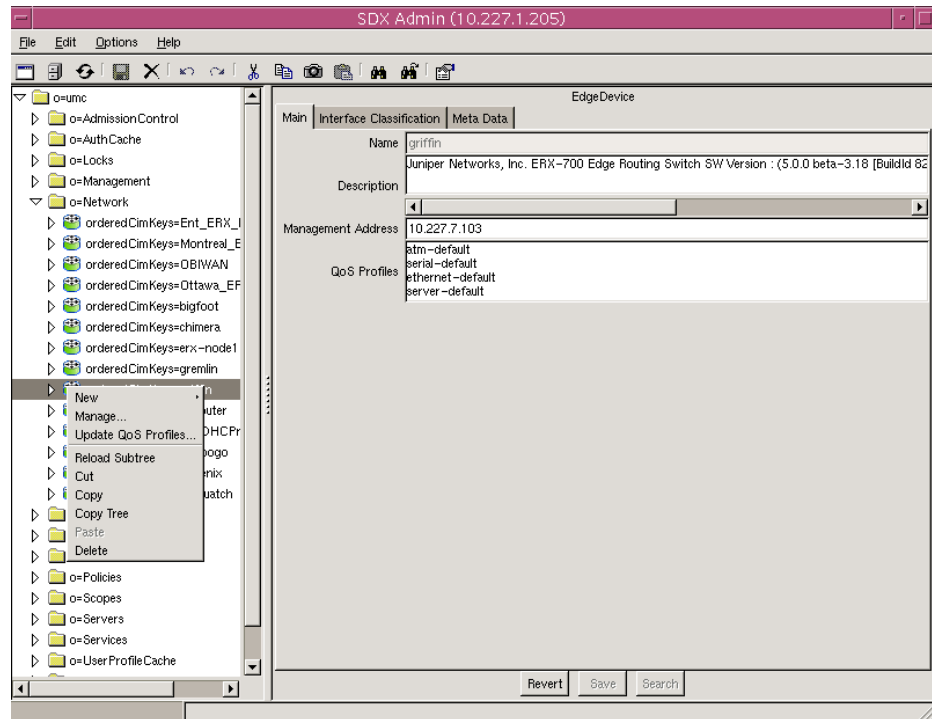 SDX Admin (10.227.1.205)
File Edit Options Help
o=umc
o=AdmissionControl
o=AuthCache
o=Locks
o=Management
o=Network
orderedCimKeys=Ent_ERX_
orderedCimKeys=Montreal_E
orderedCimKeys=OBIWAN
orderedCimKeys=Ottawa_
orderedCimKeys=bigfoot
orderedCimKeys=chimera
orderedCimKeys=erx-node1
orderedCimKeys=gremlin
New
Manage...
Update QoS Profiles...
Reload Subtree
Cut
Copy
Copy Tree
Paste
Delete
uter
DHCPr
ogo
enix
uatch
o=Policies
o=Scopes
o=Servers
o=Services
o=UserProfileCache
EdgeDevice
Main Interface Classification Meta Data
Name griffin
Description Juniper Networks, Inc. ERX-700 Edge Routing Switch SW Version : (5.0.0 beta-3.18 [BuildId 82
Management Address 10.227.7.103
QoS Profiles
atm-default
serial-default
ethernet-default
server-default
Revert Save Search